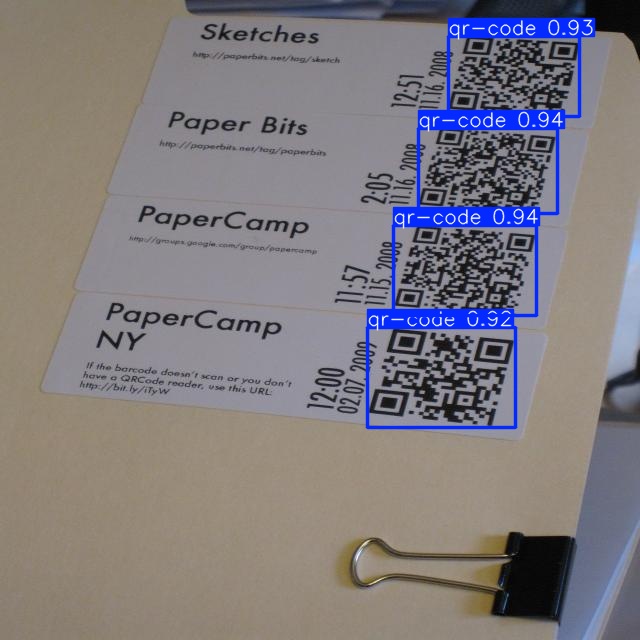 Sketches
http://paperbits.net/tag/sketch
12:51
11.16, 2008
qr-code 0.93
Paper Bits
http://paperbits.net/tag/paperbits
2:05
11.16, 2008
qr-code 0.94
PaperCamp
http://groups.google.com/group/papercamp
11:57
11.15, 2008
qr-code 0.94
PaperCamp
NY
If the barcode doesn't scan or you don't
have a QRCode reader, use this URL:
http://bit.ly/iTyW
12:00
02.07, 2009
qr-code 0.92